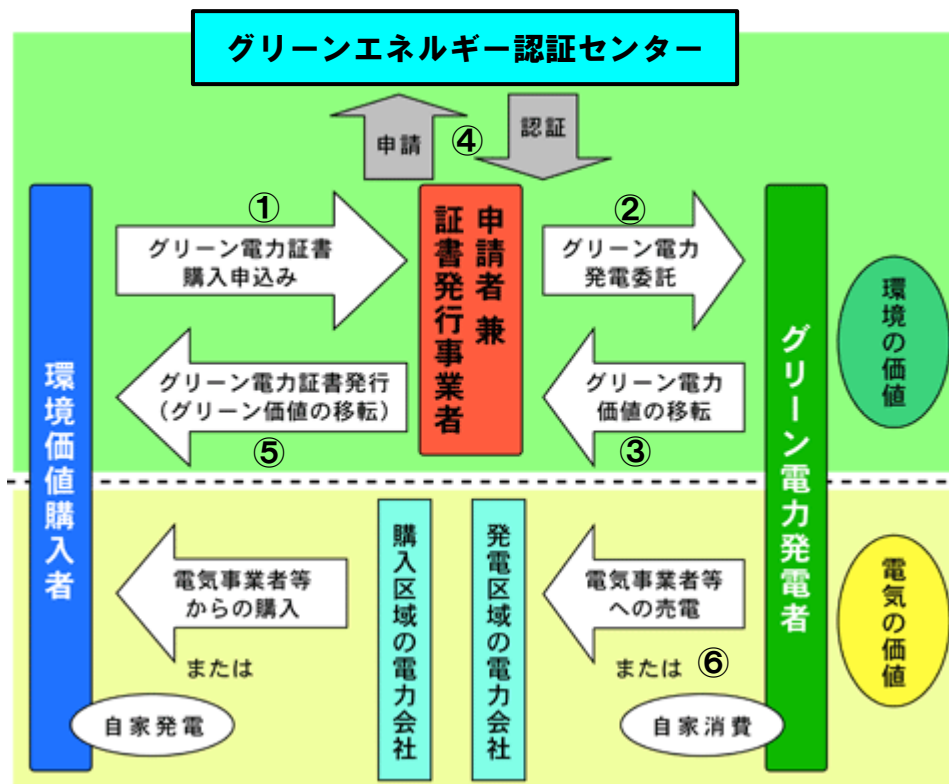 グリーンエネルギー認証センター
申請
④
認証
①
グリーン電力証書
購入申込み
申請者 兼
証書発行事業者
②
グリーン電力
発電委託
環境の価値
グリーン電力証書発行
（グリーン価値の移転）
⑤
グリーン電力
価値の移転
③
環境価値購入者
グリーン電力発電者
電気事業者等
からの購入
または
自家発電
購入区域の電力会社
発電区域の電力会社
電気事業者等
への売電
または
⑥
自家消費
電気の価値